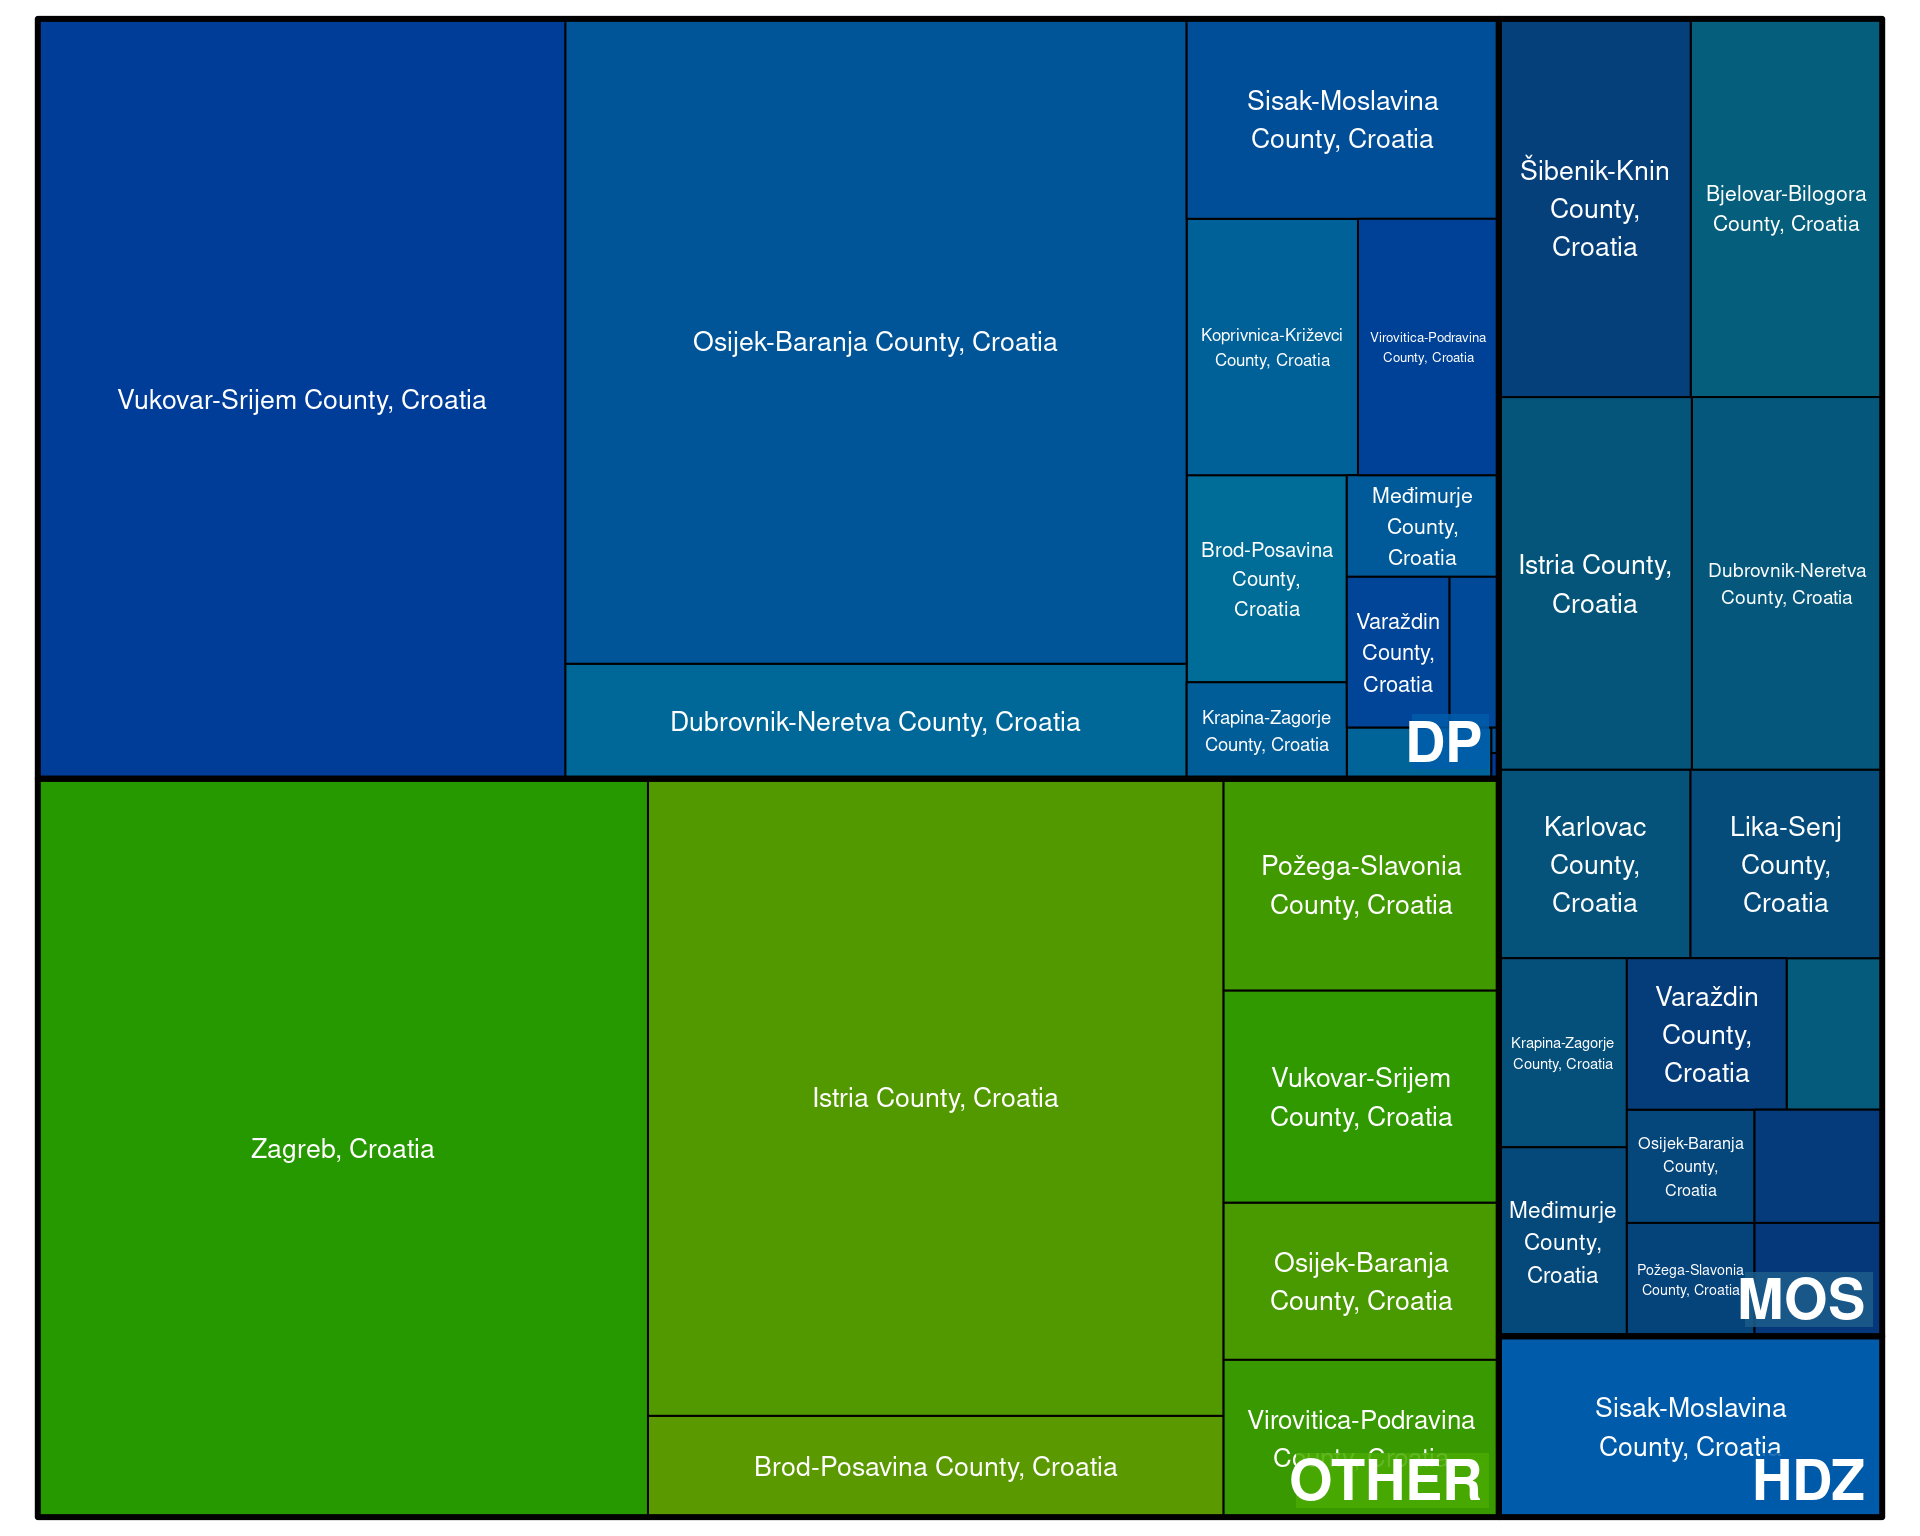 Vukovar-Srijem County, Croatia
Osijek-Baranja County, Croatia
Dubrovnik-Neretva County, Croatia
Sisak-Moslavina
County, Croatia
Koprivnica-Križevci
County, Croatia
Virovitica-Podravina
County, Croatia
Brod-Posavina
County,
Croatia
Međimurje
County,
Croatia
Varaždin
County,
Croatia
Krapina-Zagorje
County, Croatia
DP
Zagreb, Croatia
Istria County, Croatia
Brod-Posavina County, Croatia
Požega-Slavonia
County, Croatia
Vukovar-Srijem
County, Croatia
Osijek-Baranja
County, Croatia
Virovitica-Podravina
County, Croatia
OTHER
Šibenik-Knin
County,
Croatia
Bjelovar-Bilogora
County, Croatia
Istria County,
Croatia
Dubrovnik-Neretva
County, Croatia
Karlovac
County,
Croatia
Lika-Senj
County,
Croatia
Krapina-Zagorje
County, Croatia
Varaždin
County,
Croatia
Međimurje
County,
Croatia
Osijek-Baranja
County,
Croatia
Požega-Slavonia
County, Croatia
MOS
Sisak-Moslavina
County, Croatia
HDZ